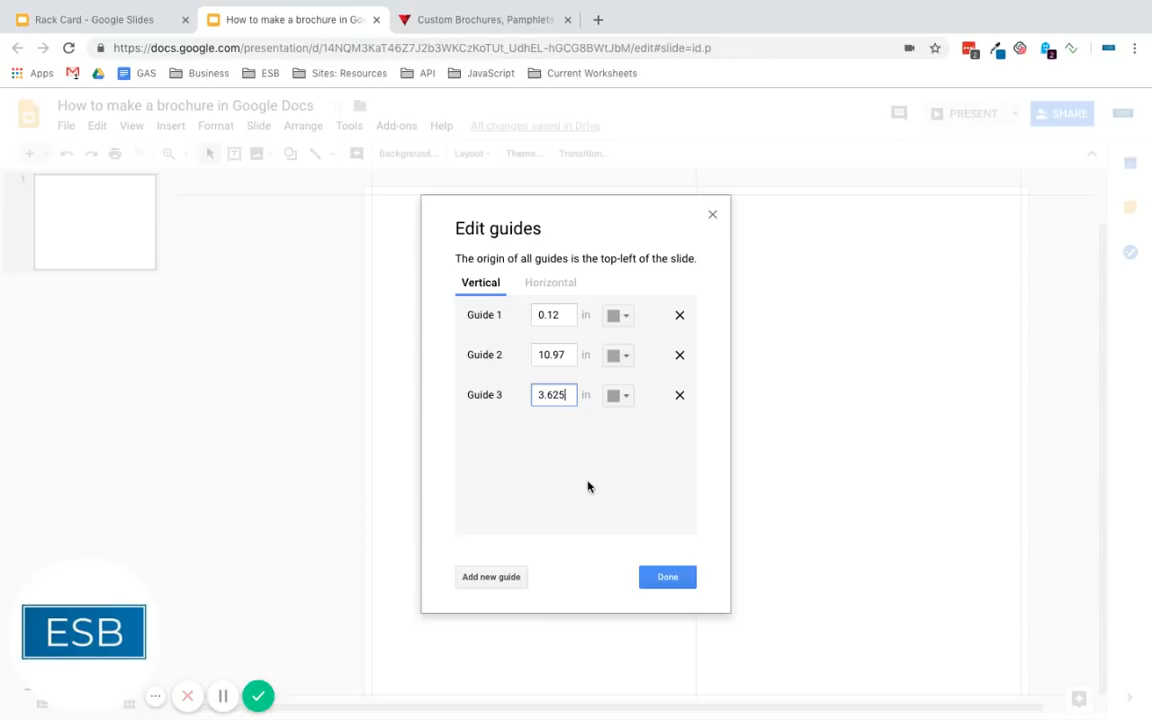 Rack Card - Google Slides
How to make a brochure in Go
Custom Brochures, Pamphlets
https://docs.google.com/presentation/d/14NQM3KaT46Z7J2b3WKCzKoTUt_UdhEL-hGCG8BWtJbM/edit#slide=id.p
Apps
GAS
Business
ESB
Sites: Resources
API
JavaScript
Current Worksheets
How to make a brochure in Google Docs
File Edit View Insert Format Slide Arrange Tools Add-ons Help All changes saved in Drive
PRESENT
SHARE
Background...
Layout
Theme...
Transition...
1
Edit guides
The origin of all guides is the top-left of the slide.
Vertical Horizontal
Guide 1 0.12 in
Guide 2 10.97 in
Guide 3 3.625 in
Add new guide
Done
ESB